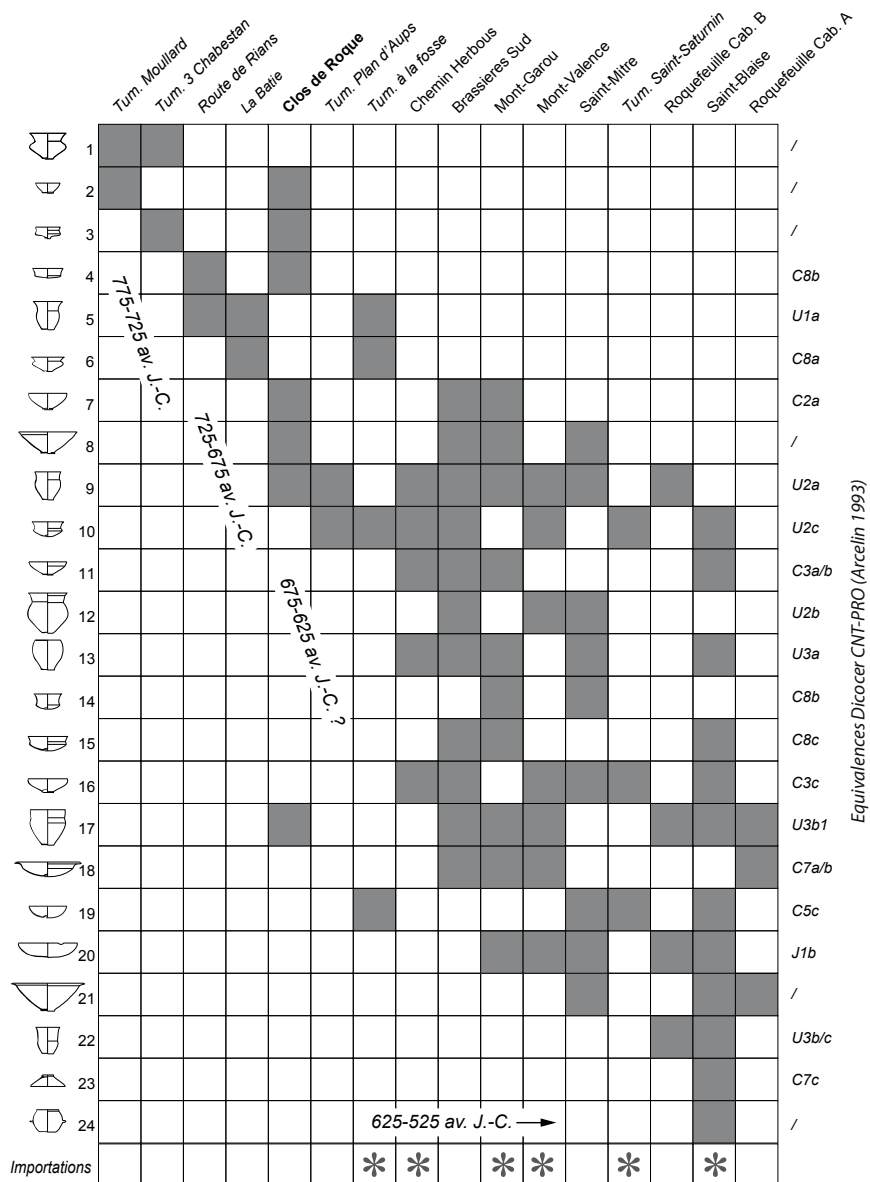 Tum. Moullard
Tum. 3 Chabestan
Route de Rians
La Batie
Clos de Roque
Tum. Plan d'Aups
Tum. à la fosse
Chemin Herbous
Brassieres Sud
Mont-Garou
Mont-Valence
Saint-Mitre
Tum. Saint-Saturnin
Roquefeuille Cab. B
Saint-Blaise
Roquefeuille Cab. A
1 /
2 /
3 /
4 C8b
5 U1a
6 C8a
7 C2a
8 /
9 U2a
10 U2c
11 C3a/b
12 U2b
13 U3a
14 C8b
15 C8c
16 C3c
17 U3b1
18 C7a/b
19 C5c
20 J1b
21 /
22 U3b/c
23 C7c
24 /
775-725 av. J.-C.
725-675 av. J.-C.
675-625 av. J.-C. ?
625-525 av. J.-C.
Importations * * * * * *
Equivalences Dicocer CNT-PRO (Arcelin 1993)